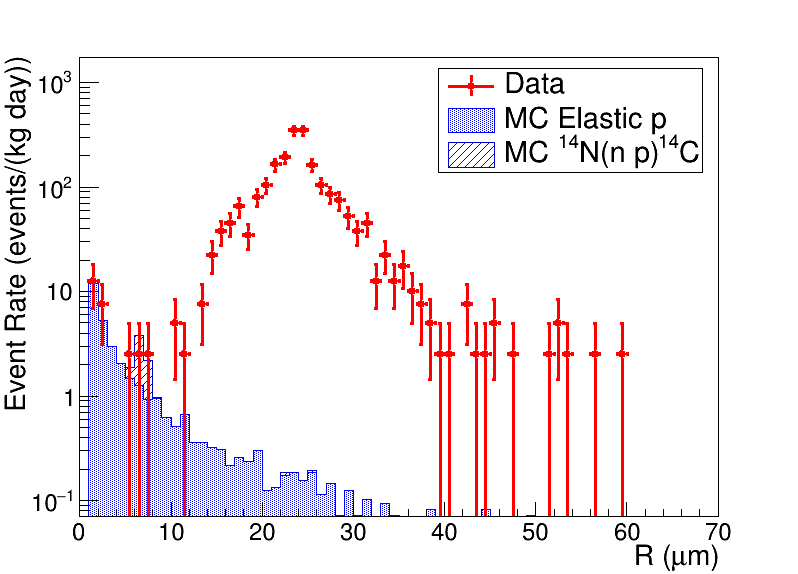 Event Rate (events/(kg day))
10³
10²
10
1
10⁻¹
Data
MC Elastic p
MC ¹⁴N(n p)¹⁴C
0 10 20 30 40 50 60 70
R (μm)